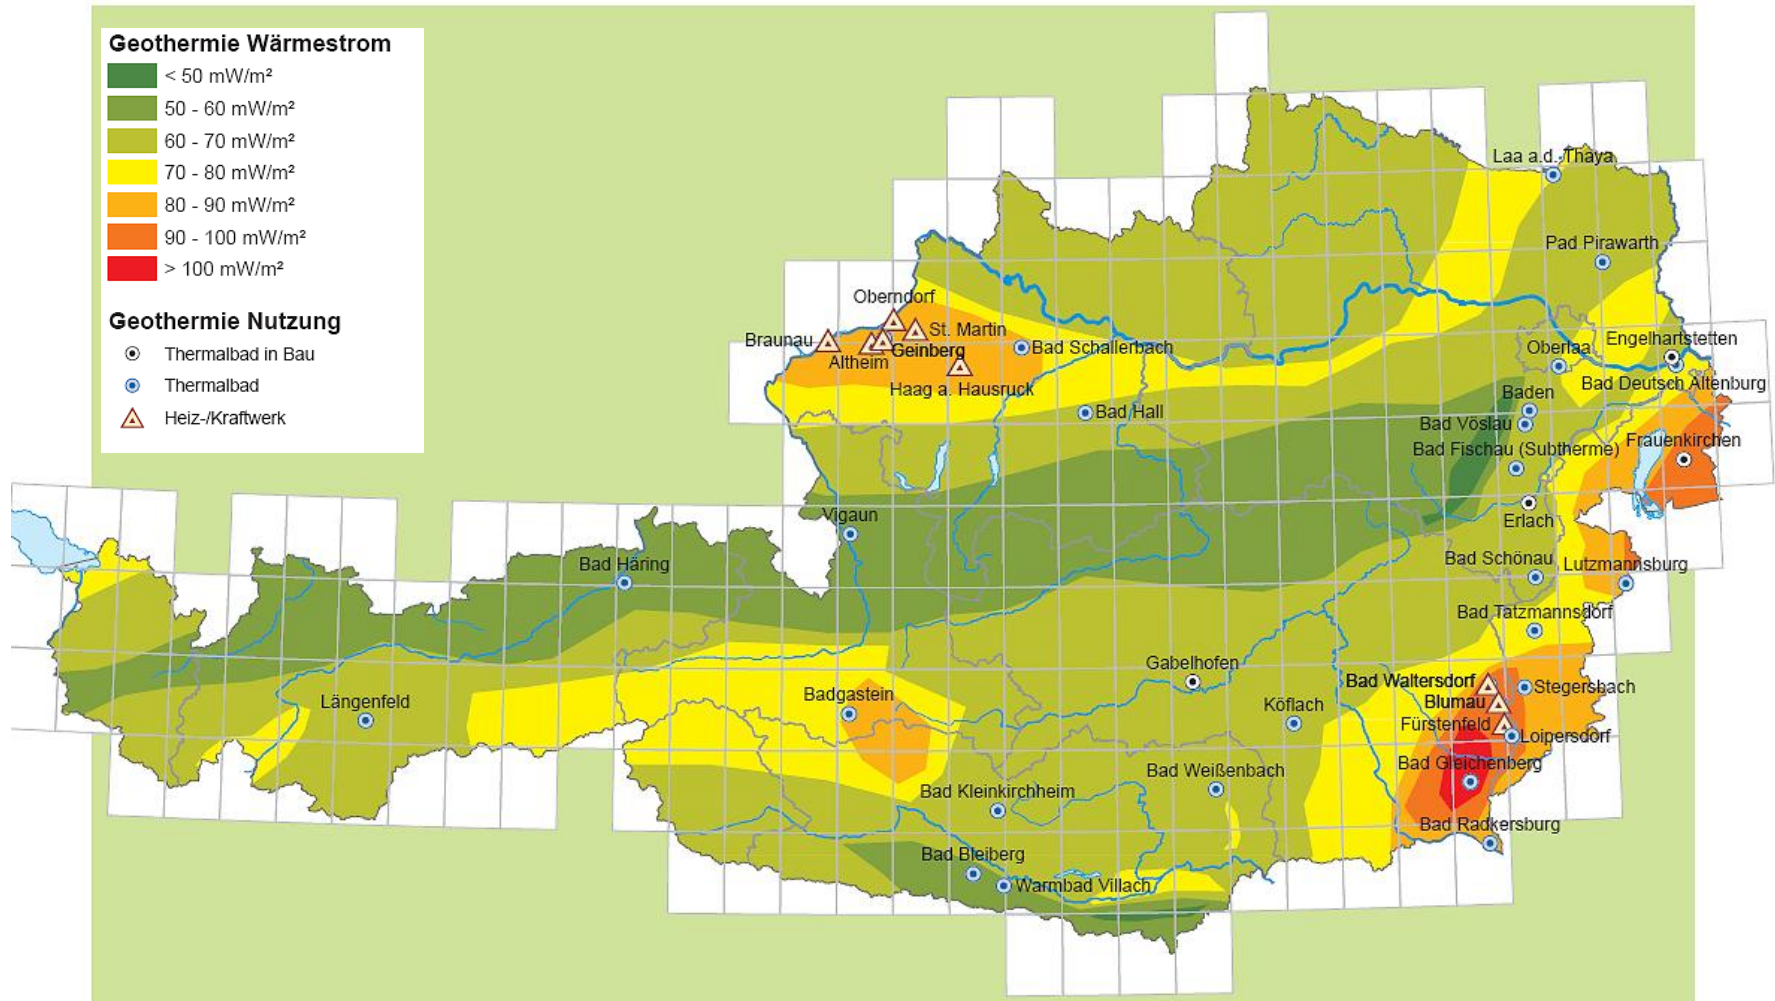 Geothermie Wärmestrom
< 50 mW/m²
50 - 60 mW/m²
60 - 70 mW/m²
70 - 80 mW/m²
80 - 90 mW/m²
90 - 100 mW/m²
> 100 mW/m²
Geothermie Nutzung
Thermalbad in Bau
Thermalbad
Heiz-/Kraftwerk
Laa a.d. Thaya
Pad Pirawarth
Oberndorf
St. Martin
Braunau
Altheim
Geinberg
Bad Schallerbach
Haag a. Hausruck
Engelhartstetten
Oberlaa
Bad Deutsch Altenburg
Baden
Bad Hall
Bad Vöslau
Frauenkirchen
Bad Fischau (Subtherme)
Vigaun
Erlach
Bad Häring
Bad Schönau
Lutzmannsburg
Bad Tatzmannsdorf
Gabelhofen
Bad Waltersdorf
Stegersbach
Badgastein
Längenfeld
Köflach
Blumau
Fürstenfeld
Loipersdorf
Bad Gleichenberg
Bad Weißenbach
Bad Kleinkirchheim
Bad Radkersburg
Bad Bleiberg
Warmbad Villach